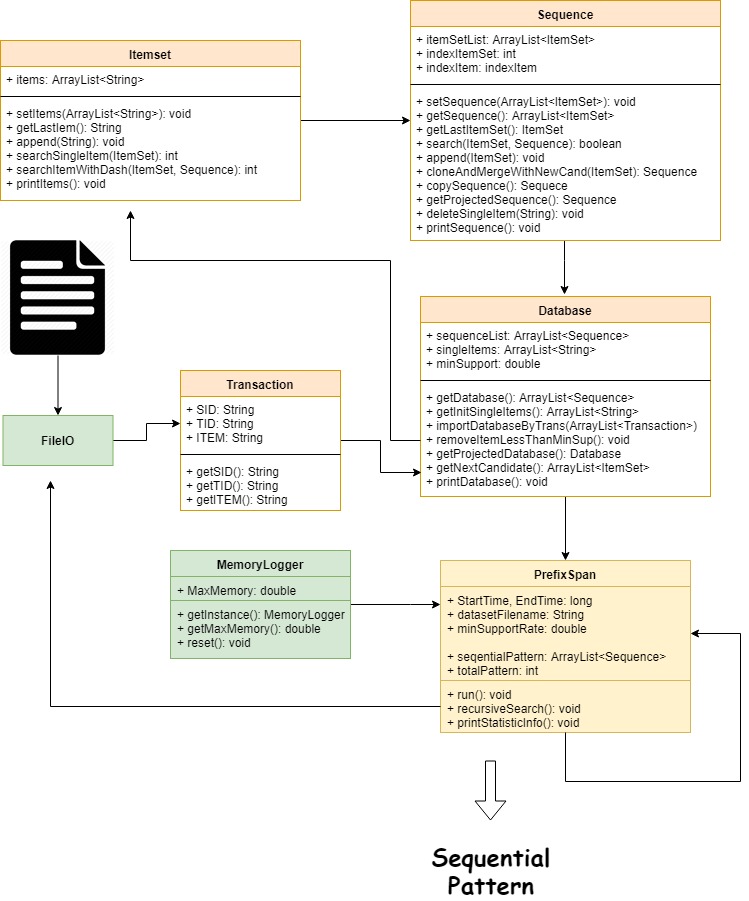 Itemset
+ items: ArrayList<String>
+ setItems(ArrayList<String>): void
+ getLastIem(): String
+ append(String): void
+ searchSingleItem(ItemSet): int
+ searchItemWithDash(ItemSet, Sequence): int
+ printItems(): void
Sequence
+ itemSetList: ArrayList<ItemSet>
+ indexItemSet: int
+ indexItem: indexItem
+ setSequence(ArrayList<ItemSet>): void
+ getSequence(): ArrayList<ItemSet>
+ getLastItemSet(): ItemSet
+ search(ItemSet, Sequence): boolean
+ append(ItemSet): void
+ cloneAndMergeWithNewCand(ItemSet): Sequence
+ copySequence(): Sequece
+ getProjectedSequence(): Sequence
+ deleteSingleItem(String): void
+ printSequence(): void
Database
+ sequenceList: ArrayList<Sequence>
+ singleItems: ArrayList<String>
+ minSupport: double
+ getDatabase(): ArrayList<Sequence>
+ getInitSingleItems(): ArrayList<String>
+ importDatabaseByTrans(ArrayList<Transaction>)
+ removeItemLessThanMinSup(): void
+ getProjectedDatabase(): Database
+ getNextCandidate(): ArrayList<ItemSet>
+ printDatabase(): void
Transaction
+ SID: String
+ TID: String
+ ITEM: String
+ getSID(): String
+ getTID(): String
+ getITEM(): String
FileIO
MemoryLogger
+ MaxMemory: double
+ getInstance(): MemoryLogger
+ getMaxMemory(): double
+ reset(): void
PrefixSpan
+ StartTime, EndTime: long
+ datasetFilename: String
+ minSupportRate: double
+ seqentialPattern: ArrayList<Sequence>
+ totalPattern: int
+ run(): void
+ recursiveSearch(): void
+ printStatisticInfo(): void
Sequential
Pattern